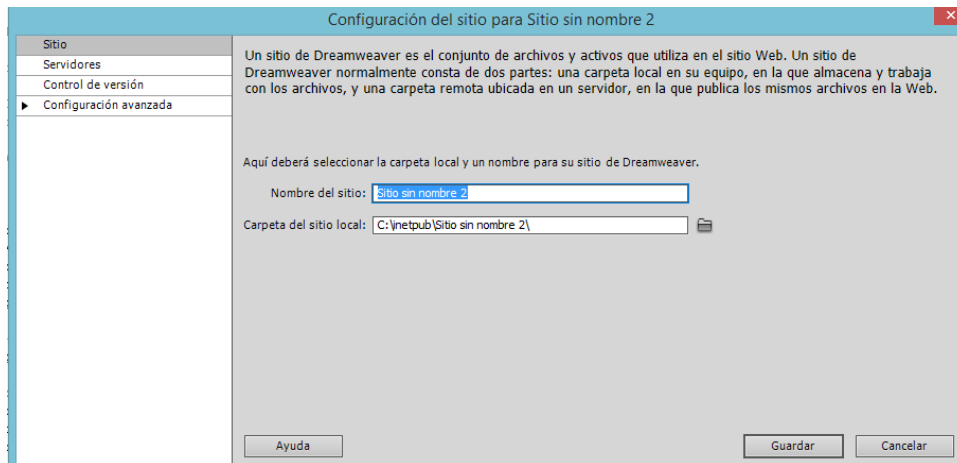 Configuración del sitio para Sitio sin nombre 2
Sitio
Servidores
Control de versión
Configuración avanzada
Un sitio de Dreamweaver es el conjunto de archivos y activos que utiliza en el sitio Web. Un sitio de
Dreamweaver normalmente consta de dos partes: una carpeta local en su equipo, en la que almacena y trabaja
con los archivos, y una carpeta remota ubicada en un servidor, en la que publica los mismos archivos en la Web.
Aquí deberá seleccionar la carpeta local y un nombre para su sitio de Dreamweaver.
Nombre del sitio: Sitio sin nombre 2
Carpeta del sitio local: C:\inetpub\Sitio sin nombre 2\
Ayuda Guardar Cancelar